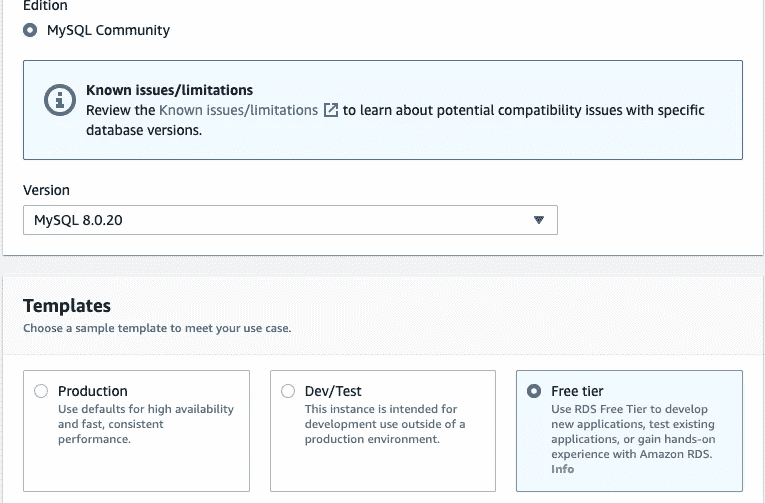 Edition
MySQL Community
Known issues/limitations
Review the Known issues/limitations to learn about potential compatibility issues with specific
database versions.
Version
MySQL 8.0.20
Templates
Choose a sample template to meet your use case.
Production
Use defaults for high availability
and fast, consistent
performance.
Dev/Test
This instance is intended for
development use outside of a
production environment.
Free tier
Use RDS Free Tier to develop
new applications, test existing
applications, or gain hands-on
experience with Amazon RDS.
Info